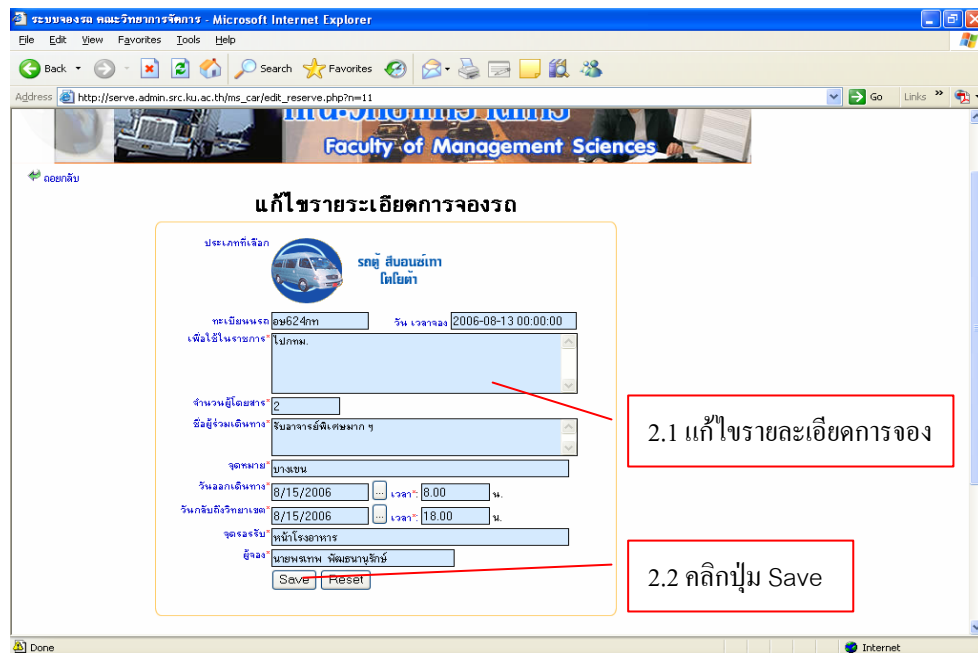 ระบบจองรถ คณะวิทยาการจัดการ - Microsoft Internet Explorer
File Edit View Favorites Tools Help
Back Search Favorites
Address http://serve.admin.src.ku.ac.th/ms_car/edit_reserve.php?n=11 Go Links
Faculty of Management Sciences
ถอยกลับ
แก้ไขรายระเอียดการจองรถ
ประเภทที่เลือก
รถตู้ สีบอนซ์เทา
โตโยต้า
ทะเบียนนรถ อษ624กท วัน เวลาจอง 2006-08-13 00:00:00
เพื่อใช้ในราชการ* ไปกทม.
จำนวนผู้โดยสาร* 2
ชื่อผู้ร่วมเดินทาง* รับอาจารย์พิเศษมาก ๆ
จุดหมาย* บางเขน
วันออกเดินทาง* 8/15/2006 ... เวลา*: 8.00 น.
วันกลับถึงวิทยาเขต* 8/15/2006 ... เวลา*: 18.00 น.
จุดรอรับ* หน้าโรงอาหาร
ผู้จอง* นายพรเทพ พัฒธนานุรักษ์
Save Reset
2.1 แก้ไขรายละเอียดการจอง
2.2 คลิกปุ่ม Save
Done Internet